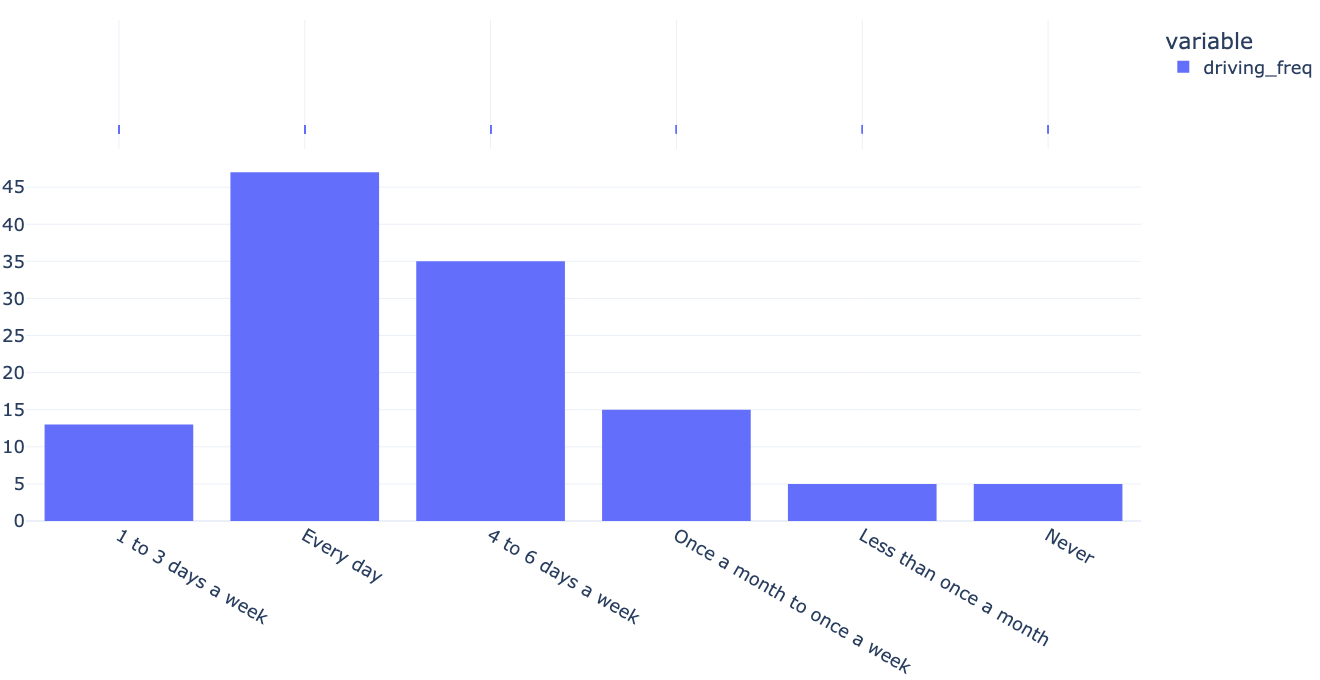 variable
driving_freq
45
40
35
30
25
20
15
10
5
0
1 to 3 days a week
Every day
4 to 6 days a week
Once a month to once a week
Less than once a month
Never